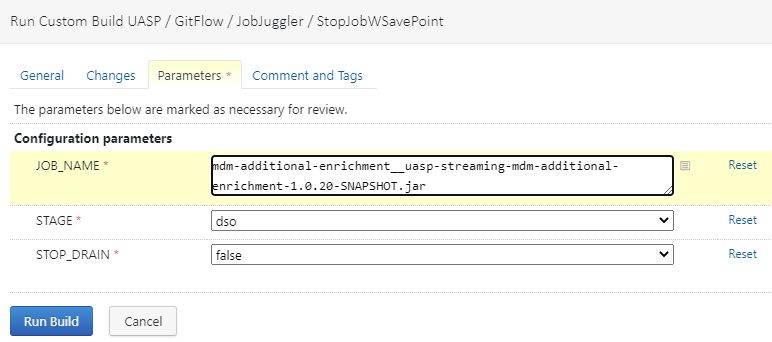 Run Custom Build UASP / GitFlow / JobJuggler / StopJobWSavePoint
General Changes Parameters * Comment and Tags
The parameters below are marked as necessary for review.
Configuration parameters
JOB_NAME * mdm-additional-enrichment__uasp-streaming-mdm-additional- Reset
enrichment-1.0.20-SNAPSHOT.jar
STAGE * dso Reset
STOP_DRAIN * false Reset
Run Build Cancel